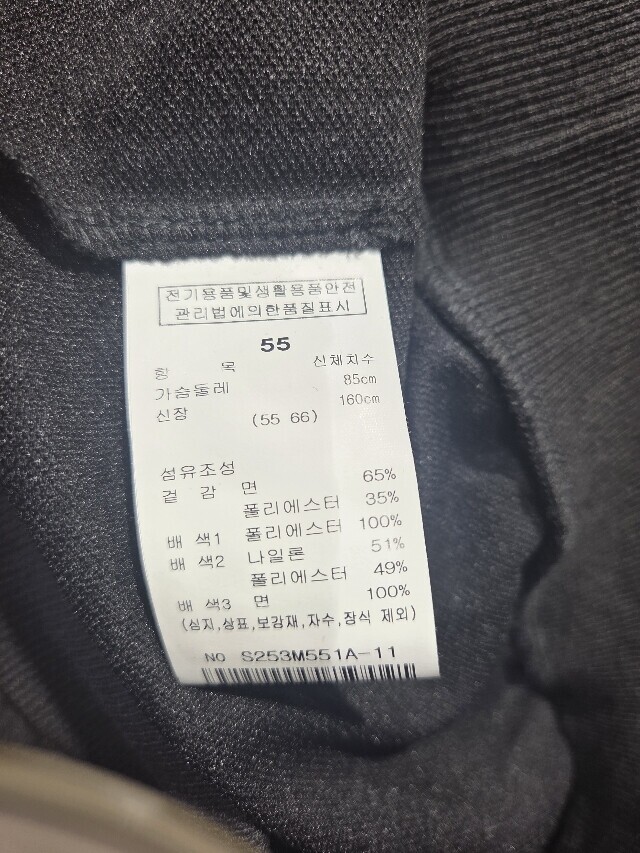 전기용품및생활용품안전
관리법에의한품질표시
55
항 목 신체치수
가슴둘레 85cm
신장 160cm
(55 66)
섬유조성
겉 감 면 65%
폴리에스터 35%
배 색1 폴리에스터 100%
배 색2 나일론 51%
폴리에스터 49%
배 색3 면 100%
(심지,상표,보강재,자수,장식 제외)
NO S253M551A-11